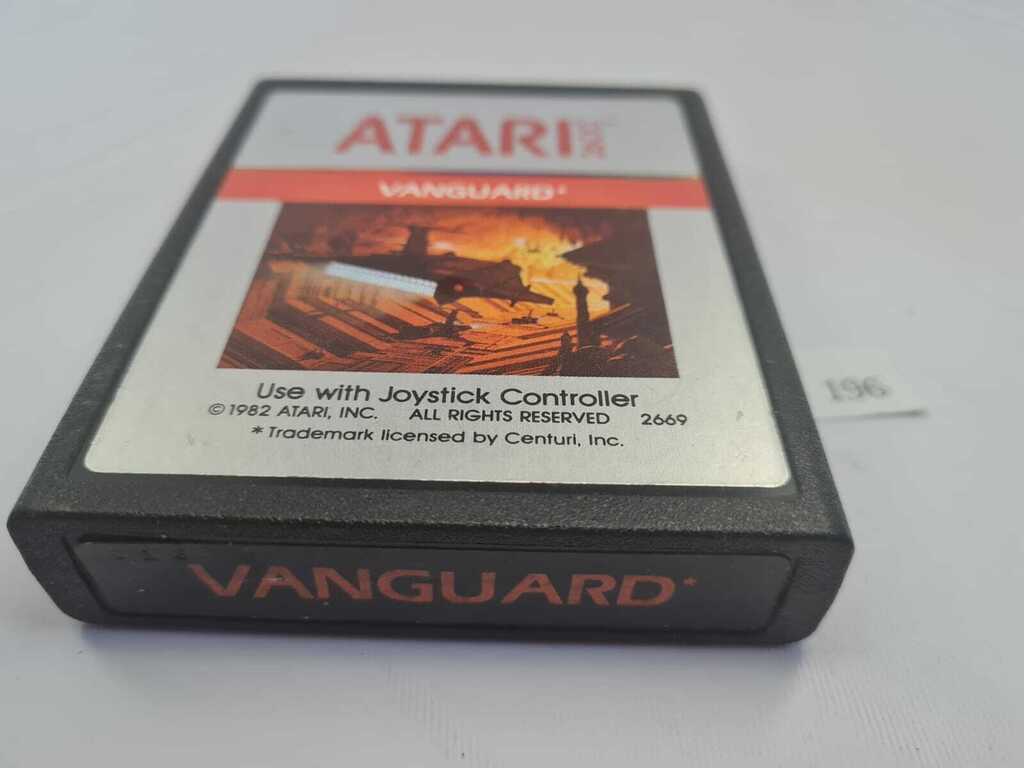 ATARI 2600™
VANGUARD*
Use with Joystick Controller
© 1982 ATARI, INC. ALL RIGHTS RESERVED 2669
* Trademark licensed by Centuri, Inc.
196
VANGUARD*